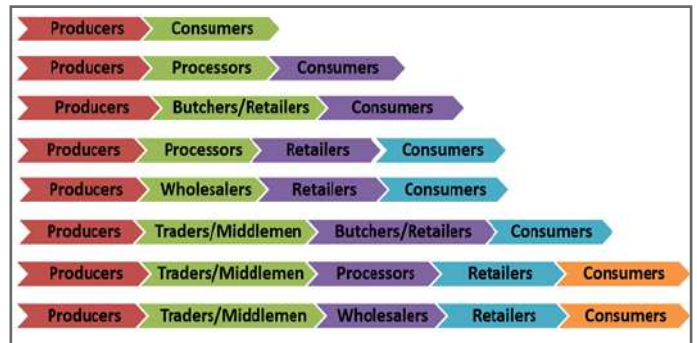 Producers Consumers
Producers Processors Consumers
Producers Butchers/Retailers Consumers
Producers Processors Retailers Consumers
Producers Wholesalers Retailers Consumers
Producers Traders/Middlemen Butchers/Retailers Consumers
Producers Traders/Middlemen Processors Retailers Consumers
Producers Traders/Middlemen Wholesalers Retailers Consumers